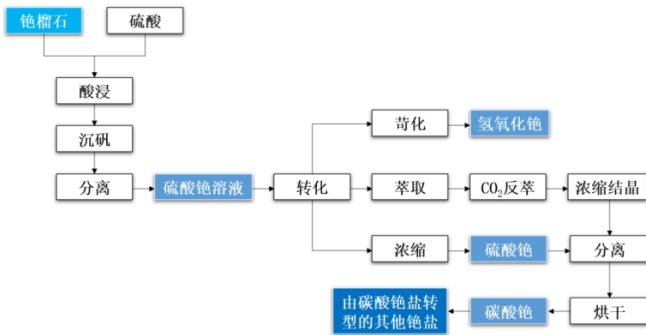 铯榴石
硫酸
酸浸
沉矾
分离
硫酸铯溶液
转化
苛化
氢氧化铯
萃取
CO₂反萃
浓缩结晶
浓缩
硫酸铯
分离
由碳酸铯盐转
型的其他铯盐
碳酸铯
烘干